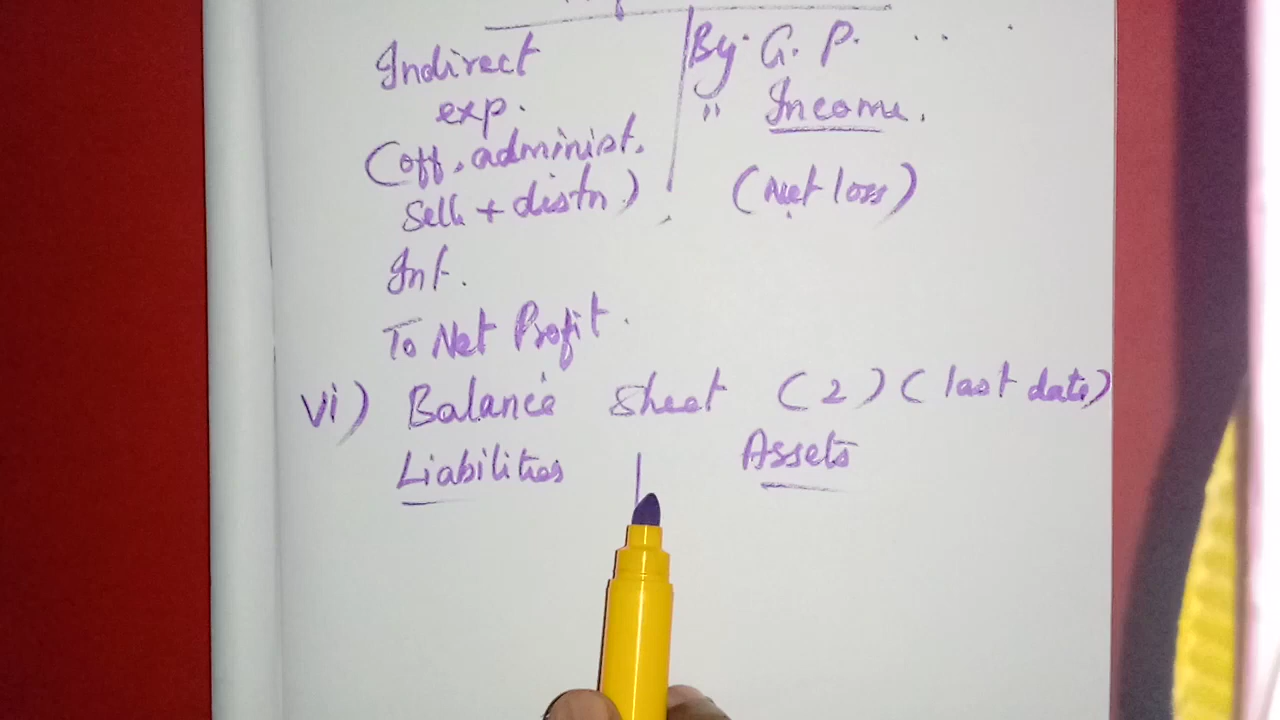 Indirect
exp.
(off. administ.
Sell + distn)
Int.
To Net Profit.
By G. P. ..
" Income.
(Net loss)
vi) Balance Sheet (2) (last date)
Liabilities
Assets